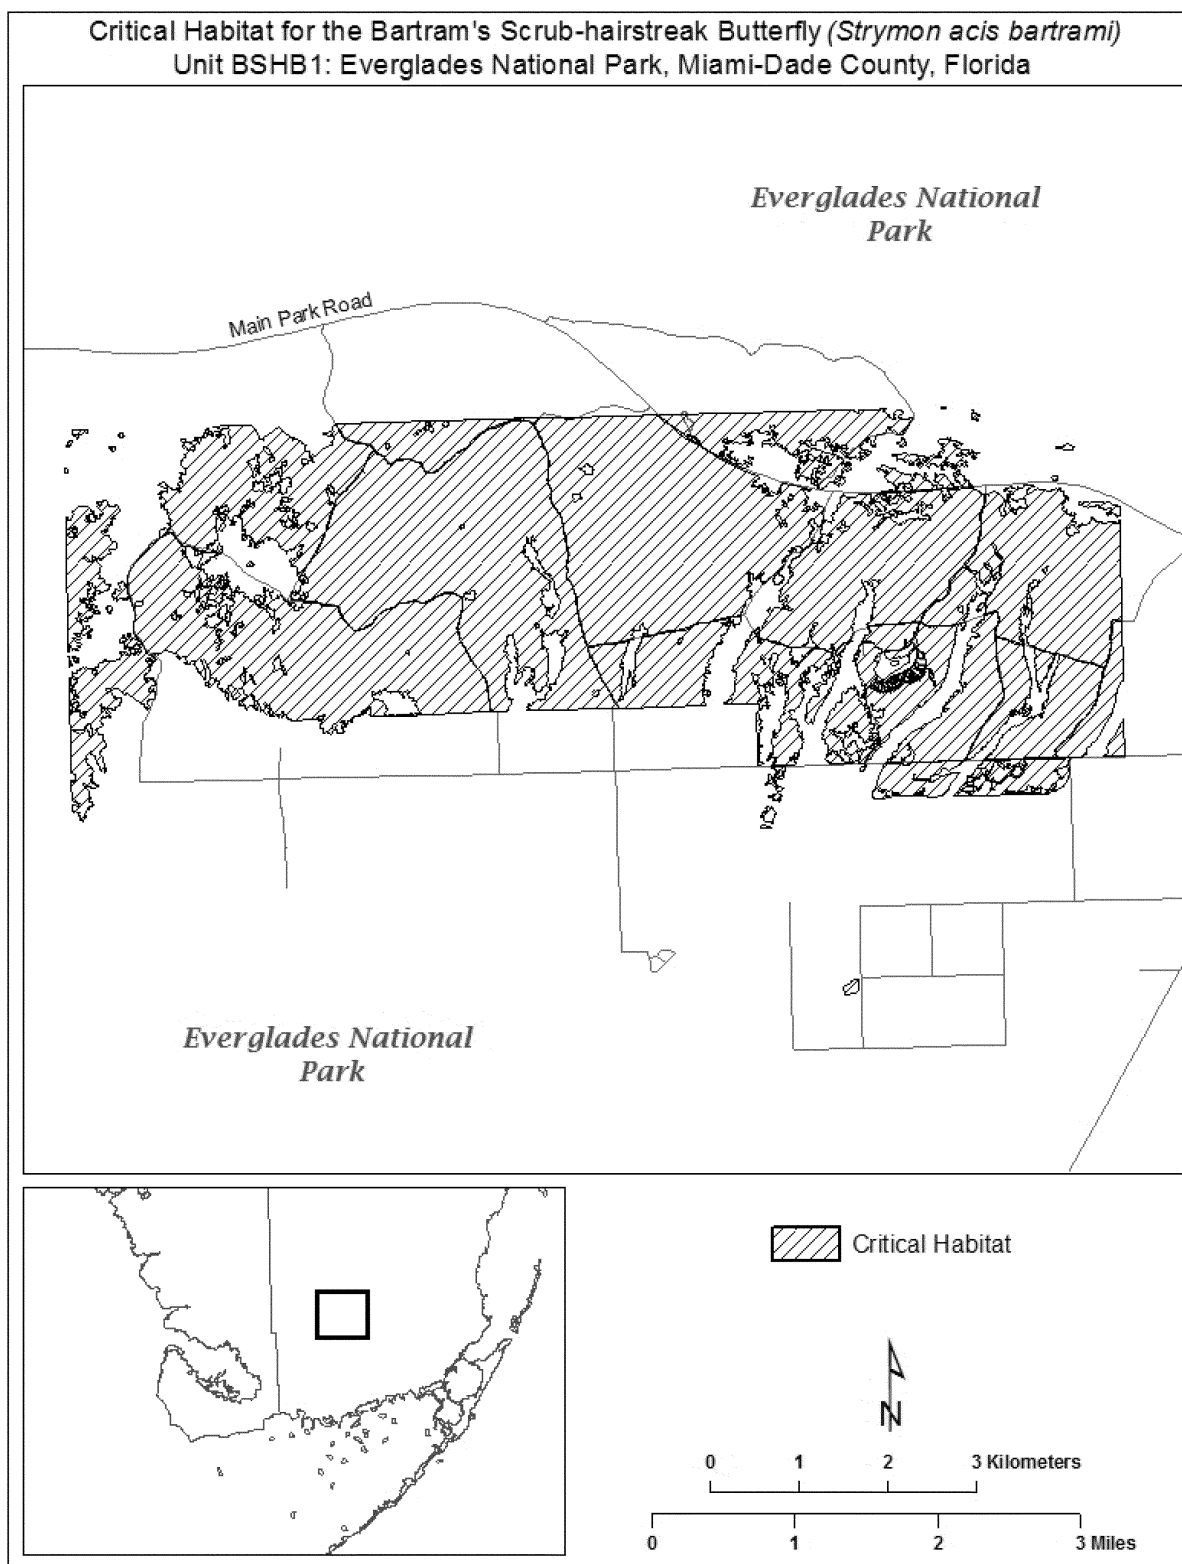 Critical Habitat for the Bartram's Scrub-hairstreak Butterfly (Strymon acis bartrami)
Unit BSHB1: Everglades National Park, Miami-Dade County, Florida
Everglades National
Park
Main Park Road
Everglades National
Park
Critical Habitat
N
0 1 2 3 Kilometers
0 1 2 3 Miles